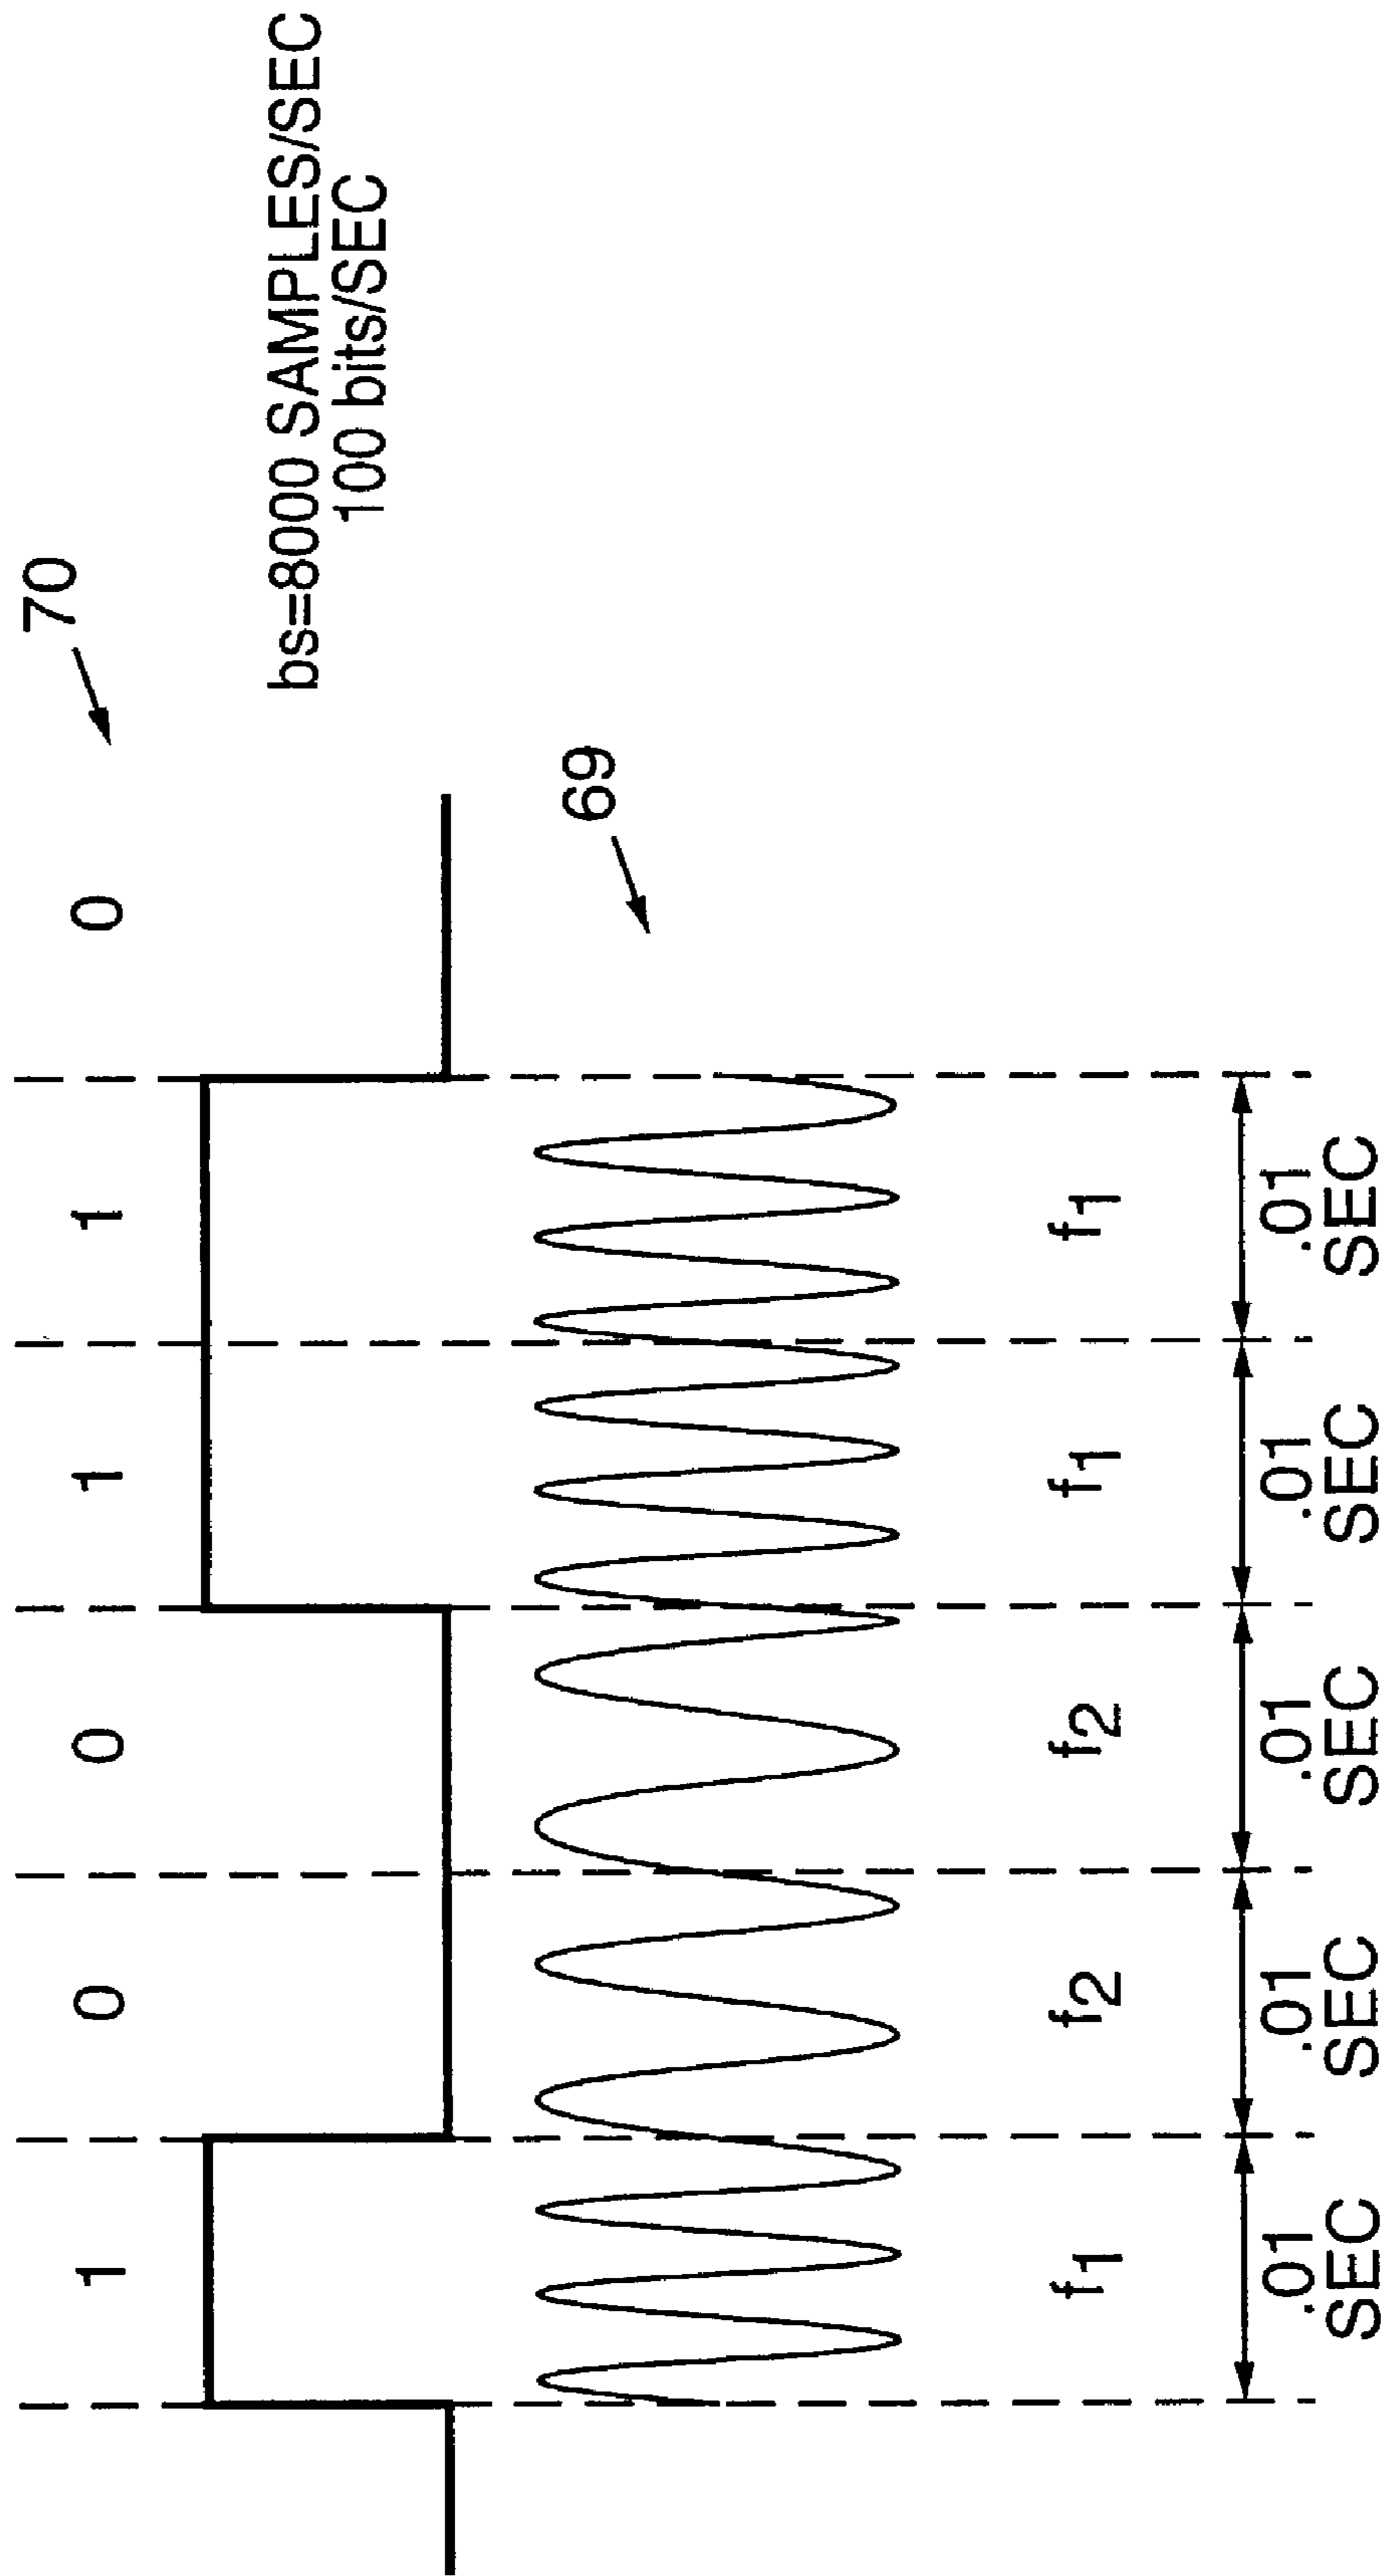 70
1 0 0 1 1 0
bs=8000 SAMPLES/SEC
100 bits/SEC
69
f1 f2 f2 f1 f1
.01 .01 .01 .01 .01
SEC SEC SEC SEC SEC